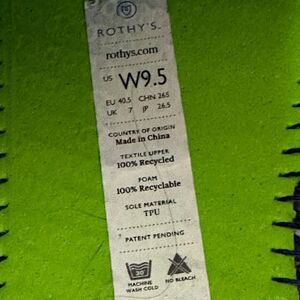 ROTHY'S
rothys.com
US W9.5
EU 40.5 CHN 265
UK 7 JP 26.5
COUNTRY OF ORIGIN
Made in China
TEXTILE UPPER
100% Recycled
FOAM
100% Recyclable
SOLE MATERIAL
TPU
PATENT PENDING
MACHINE
WASH COLD
NO BLEACH